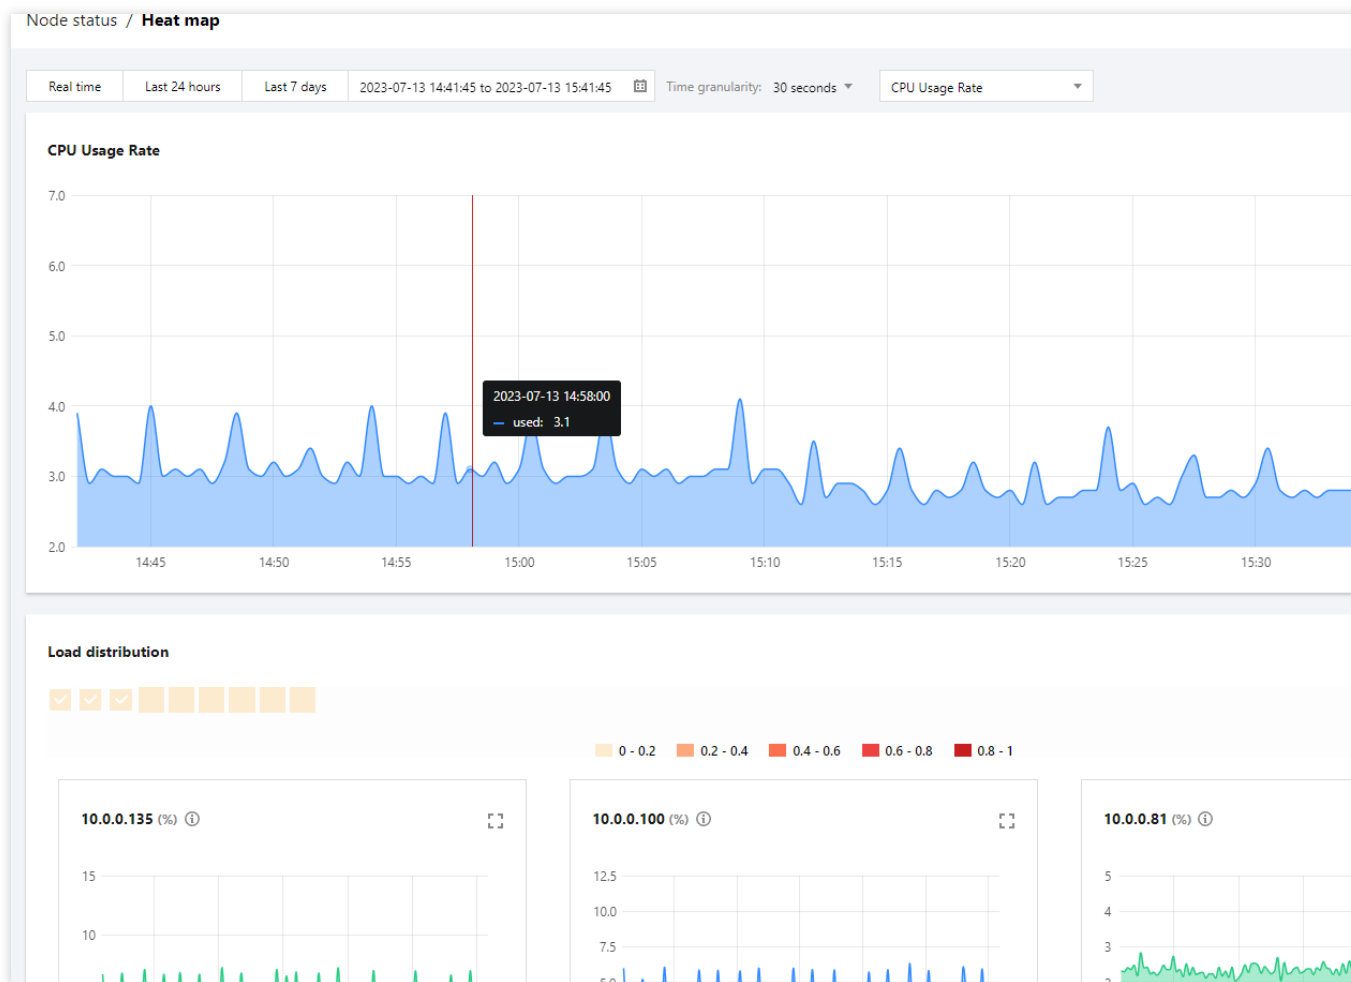 Node status / Heat map
Real time Last 24 hours Last 7 days 2023-07-13 14:41:45 to 2023-07-13 15:41:45 Time granularity: 30 seconds CPU Usage Rate
CPU Usage Rate
7.0
6.0
5.0
4.0
3.0
2.0
2023-07-13 14:58:00
used: 3.1
14:45 14:50 14:55 15:00 15:05 15:10 15:15 15:20 15:25 15:30
Load distribution
0 - 0.2 0.2 - 0.4 0.4 - 0.6 0.6 - 0.8 0.8 - 1
10.0.0.135 (%) 10.0.0.100 (%) 10.0.0.81 (%)
15 12.5 5
10.0 4
10 7.5 3